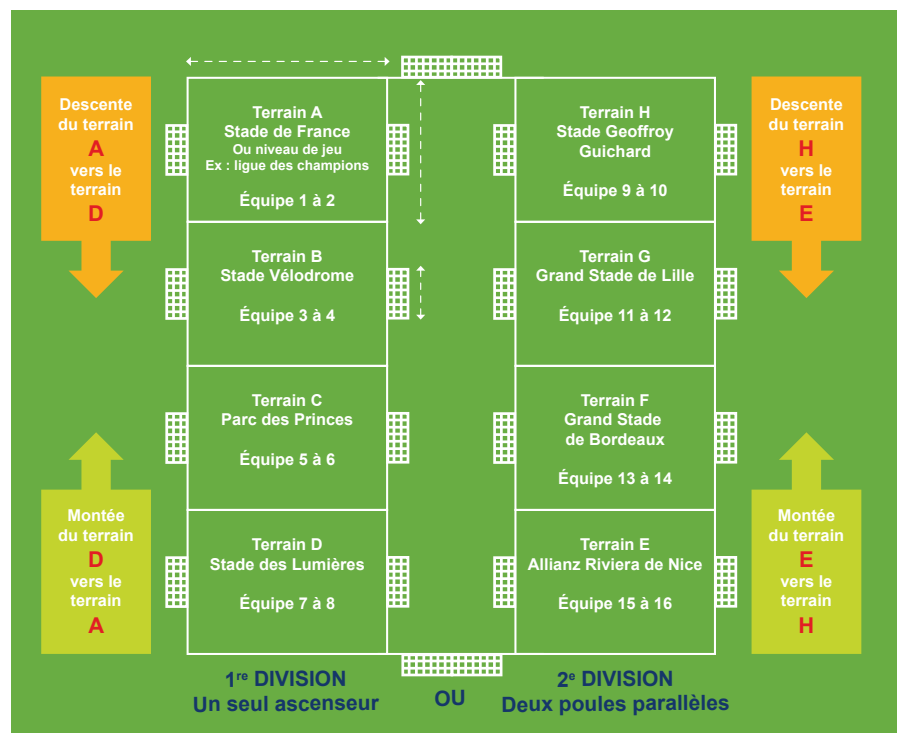 Descente
du terrain
A
vers le
terrain
D
Montée
du terrain
D
vers le
terrain
A
Terrain A
Stade de France
Ou niveau de jeu
Ex : ligue des champions
Équipe 1 à 2
Terrain B
Stade Vélodrome
Équipe 3 à 4
Terrain C
Parc des Princes
Équipe 5 à 6
Terrain D
Stade des Lumières
Équipe 7 à 8
Terrain H
Stade Geoffroy
Guichard
Équipe 9 à 10
Terrain G
Grand Stade de Lille
Équipe 11 à 12
Terrain F
Grand Stade
de Bordeaux
Équipe 13 à 14
Terrain E
Allianz Riviera de Nice
Équipe 15 à 16
Descente
du terrain
H
vers le
terrain
E
Montée
du terrain
E
vers le
terrain
H
1re DIVISION
Un seul ascenseur
OU
2e DIVISION
Deux poules parallèles